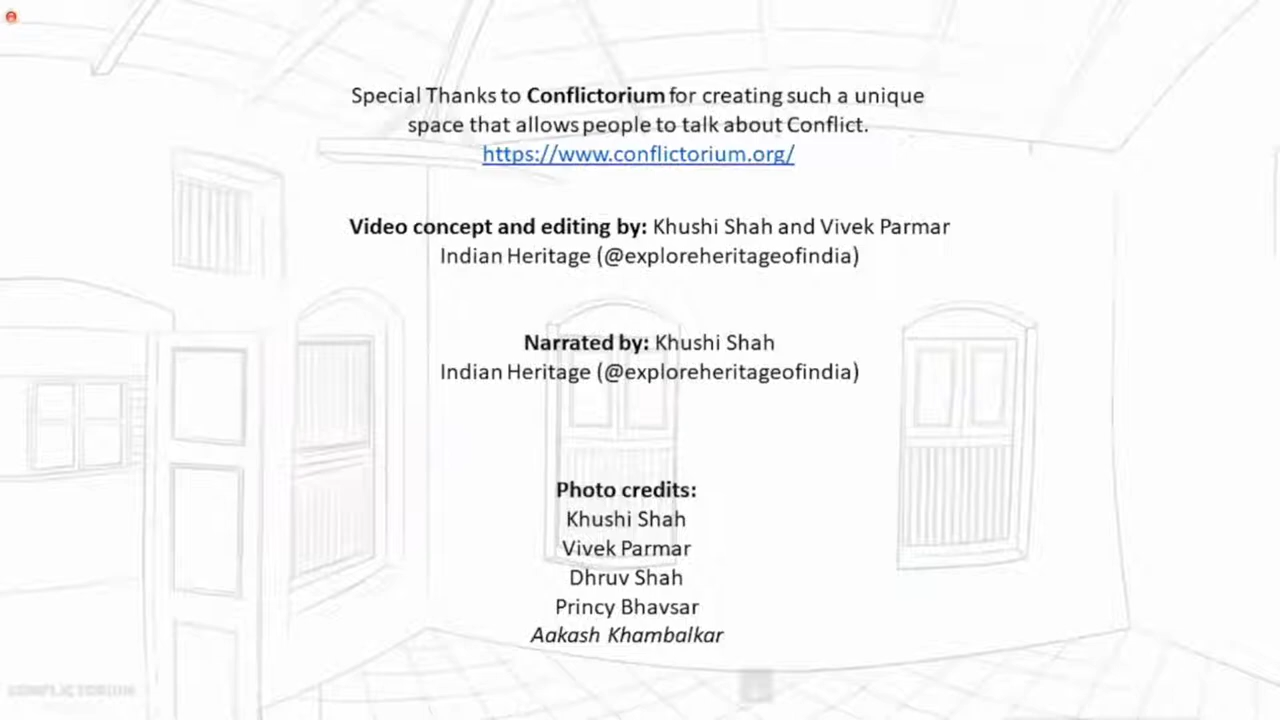 Special Thanks to Conflictorium for creating such a unique
space that allows people to talk about Conflict.
https://www.conflictorium.org/
Video concept and editing by: Khushi Shah and Vivek Parmar
Indian Heritage (@exploreheritageofindia)
Narrated by: Khushi Shah
Indian Heritage (@exploreheritageofindia)
Photo credits:
Khushi Shah
Vivek Parmar
Dhruv Shah
Princy Bhavsar
Aakash Khambalkar
CONFLICTORIUM